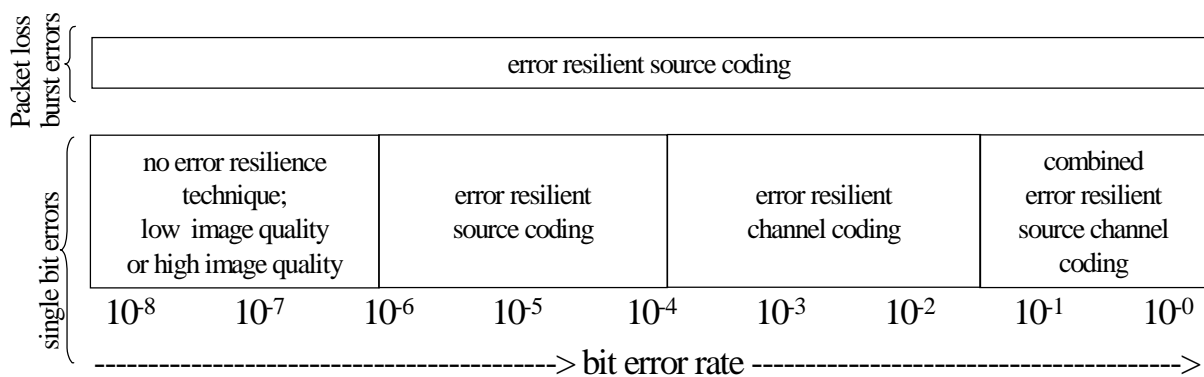 Packet loss
burst errors
error resilient source coding
single bit errors
no error resilience
technique;
low image quality
or high image quality
error resilient
source coding
error resilient
channel coding
combined
error resilient
source channel
coding
10-8 10-7 10-6 10-5 10-4 10-3 10-2 10-1 10-0
----------------------------------------> bit error rate ---------------------------------------->